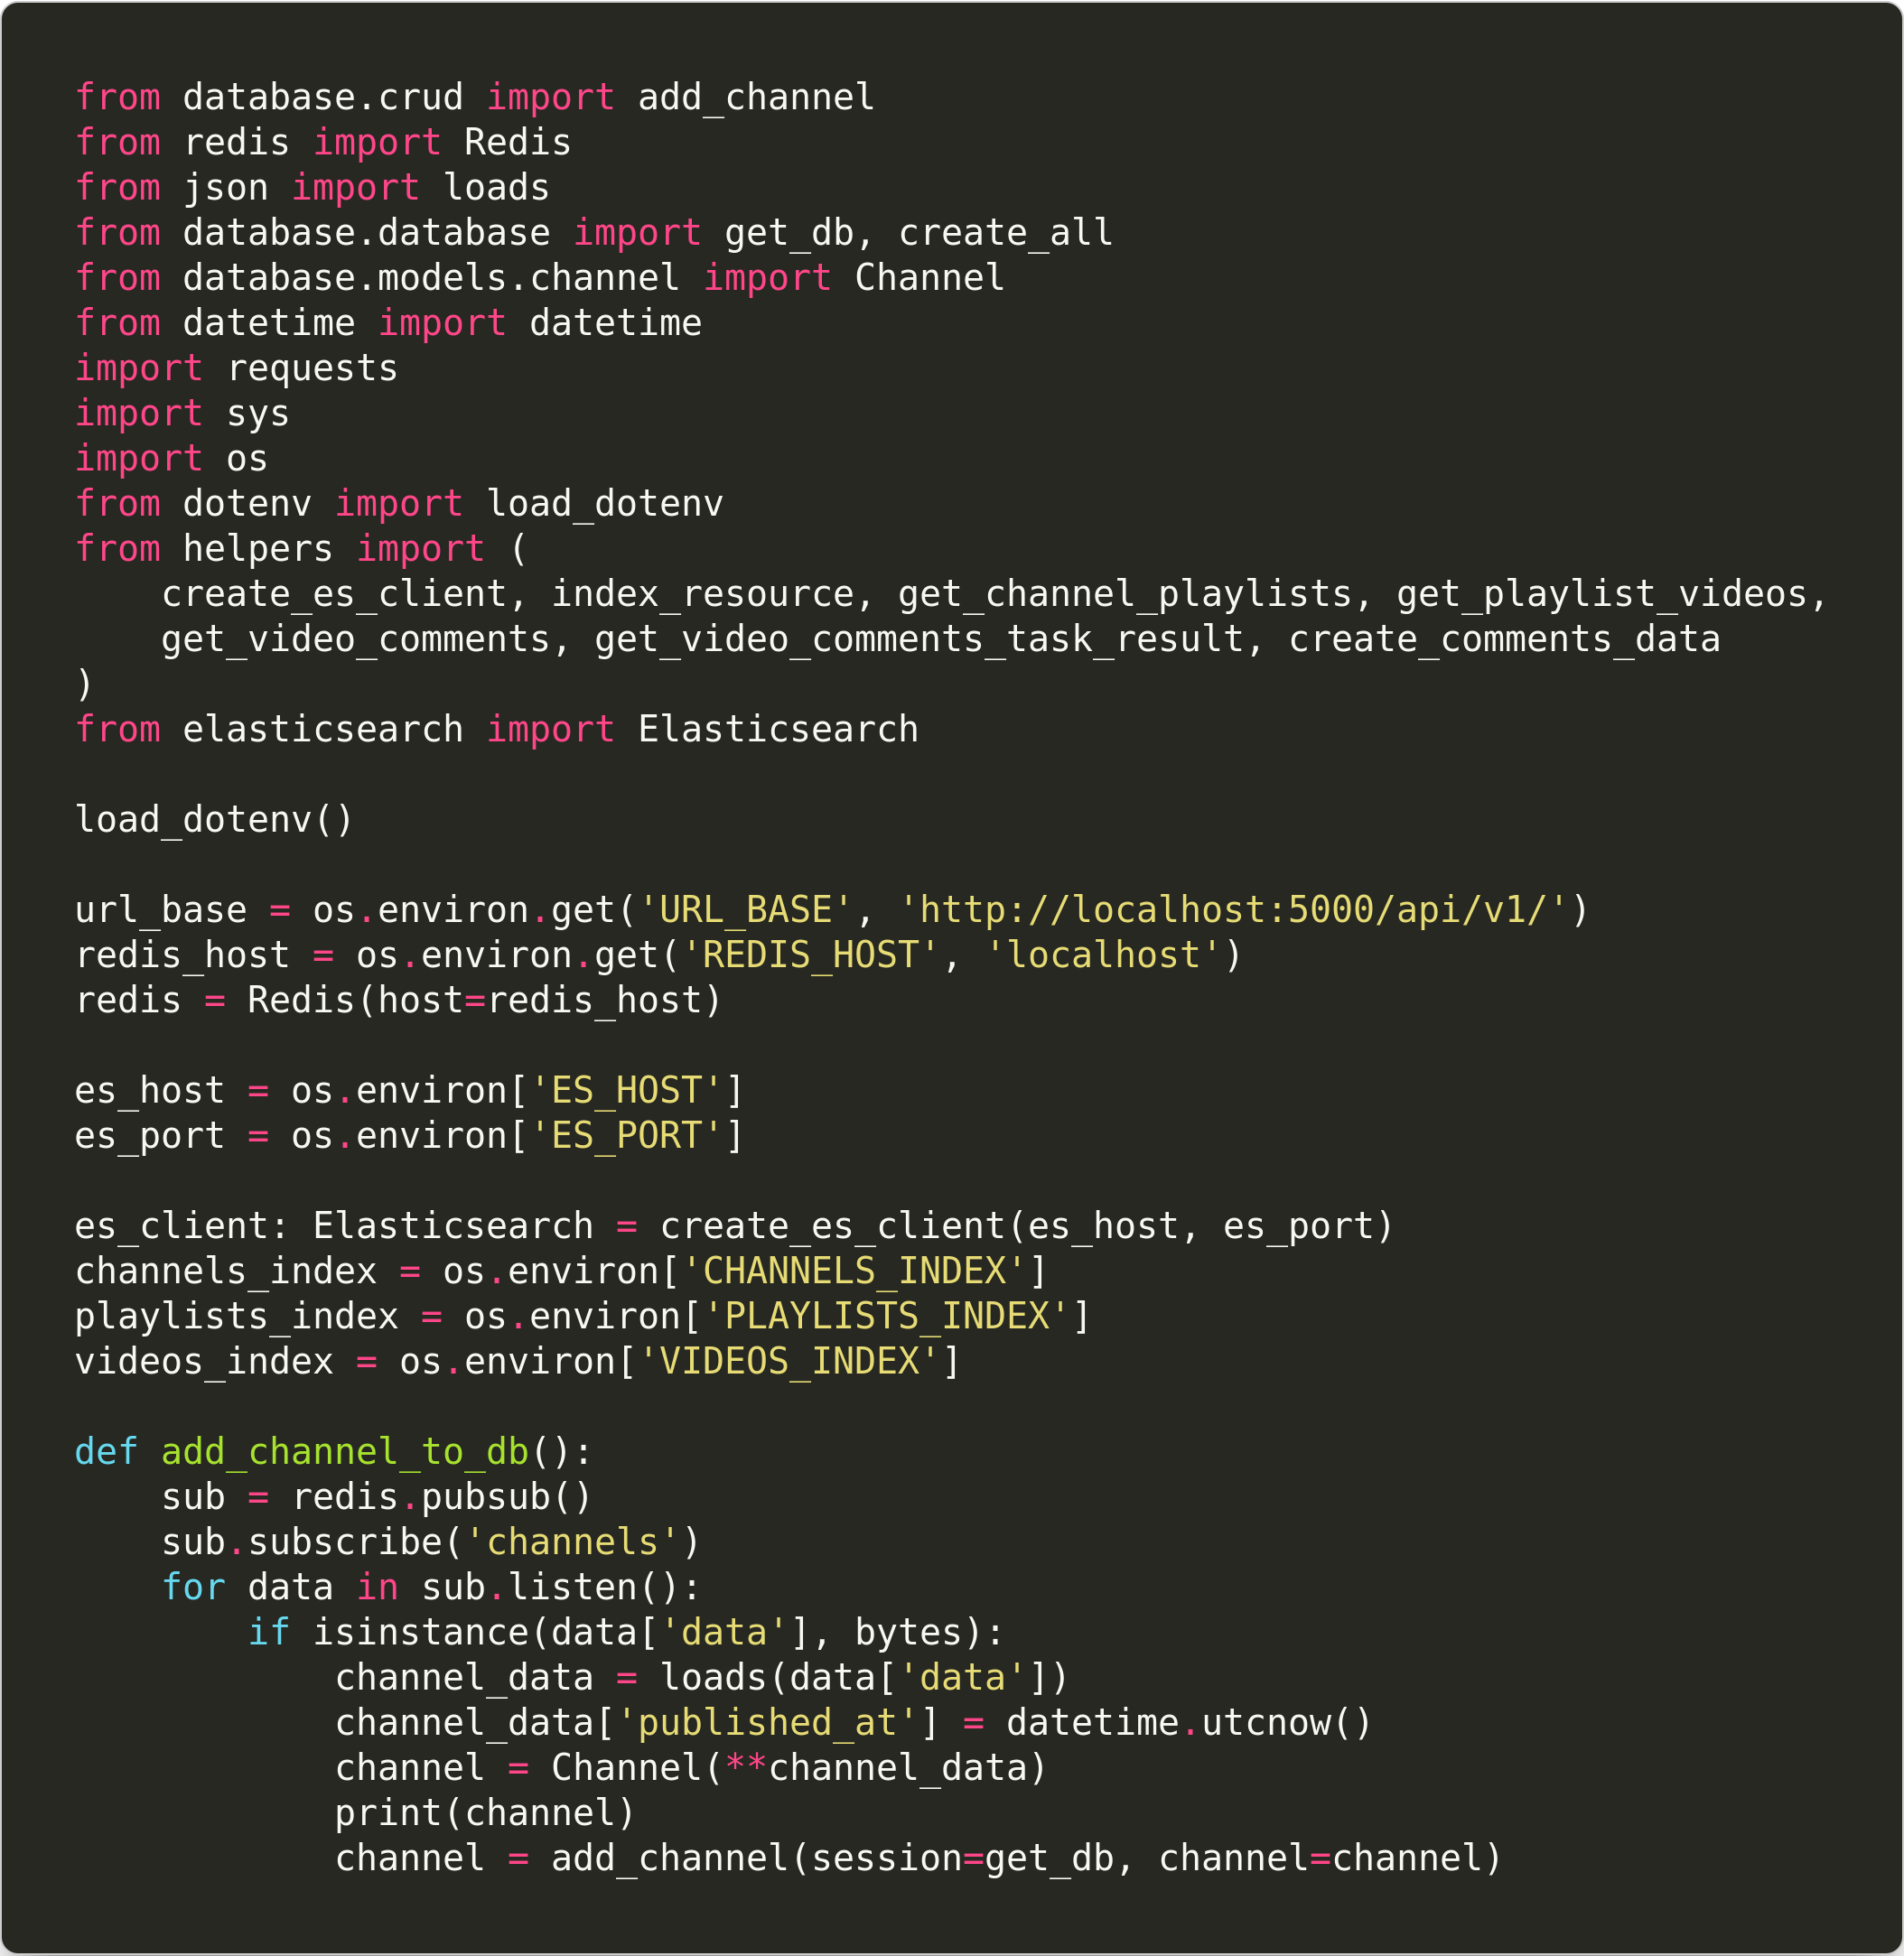 from database.crud import add_channel
from redis import Redis
from json import loads
from database.database import get_db, create_all
from database.models.channel import Channel
from datetime import datetime
import requests
import sys
import os
from dotenv import load_dotenv
from helpers import (
    create_es_client, index_resource, get_channel_playlists, get_playlist_videos,
    get_video_comments, get_video_comments_task_result, create_comments_data
)
from elasticsearch import Elasticsearch

load_dotenv()

url_base = os.environ.get('URL_BASE', 'http://localhost:5000/api/v1/')
redis_host = os.environ.get('REDIS_HOST', 'localhost')
redis = Redis(host=redis_host)

es_host = os.environ['ES_HOST']
es_port = os.environ['ES_PORT']

es_client: Elasticsearch = create_es_client(es_host, es_port)
channels_index = os.environ['CHANNELS_INDEX']
playlists_index = os.environ['PLAYLISTS_INDEX']
videos_index = os.environ['VIDEOS_INDEX']

def add_channel_to_db():
    sub = redis.pubsub()
    sub.subscribe('channels')
    for data in sub.listen():
        if isinstance(data['data'], bytes):
            channel_data = loads(data['data'])
            channel_data['published_at'] = datetime.utcnow()
            channel = Channel(**channel_data)
            print(channel)
            channel = add_channel(session=get_db, channel=channel)